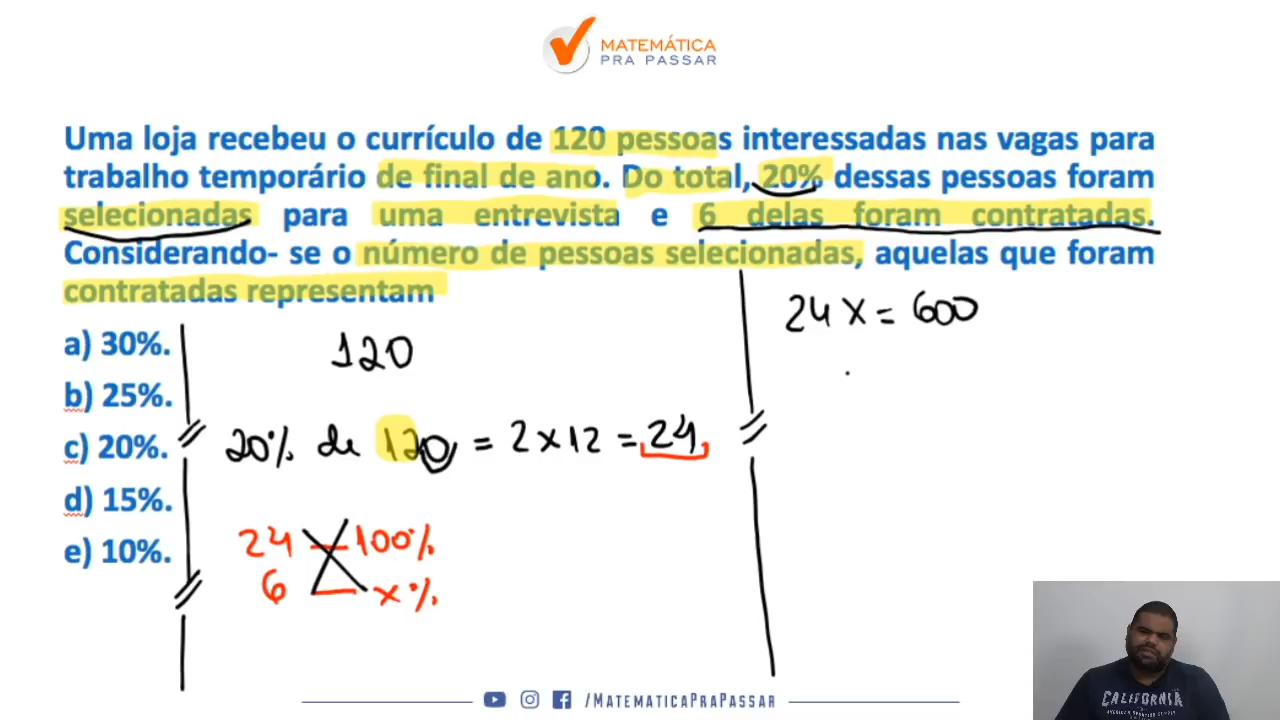 MATEMÁTICA
PRA PASSAR
Uma loja recebeu o currículo de 120 pessoas interessadas nas vagas para
trabalho temporário de final de ano. Do total, 20% dessas pessoas foram
selecionadas para uma entrevista e 6 delas foram contratadas.
Considerando- se o número de pessoas selecionadas, aquelas que foram
contratadas representam
a) 30%.
b) 25%.
c) 20%.
d) 15%.
e) 10%.
120
20% de 120 = 2 x 12 = 24
24 100%
6 x%
24 x = 600
/MATEMATICAPRAPASSAR
CALIFORNIA